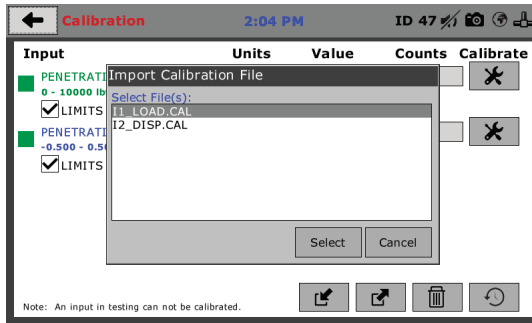 Calibration 2:04 PM ID 47
Input Units Value Counts Calibrate
PENETRATI
0 - 10000 lb
LIMITS
PENETRATI
-0.500 - 0.50
LIMITS
Import Calibration File
Select File(s):
I1_LOAD.CAL
I2_DISP.CAL
Select Cancel
Note: An input in testing can not be calibrated.